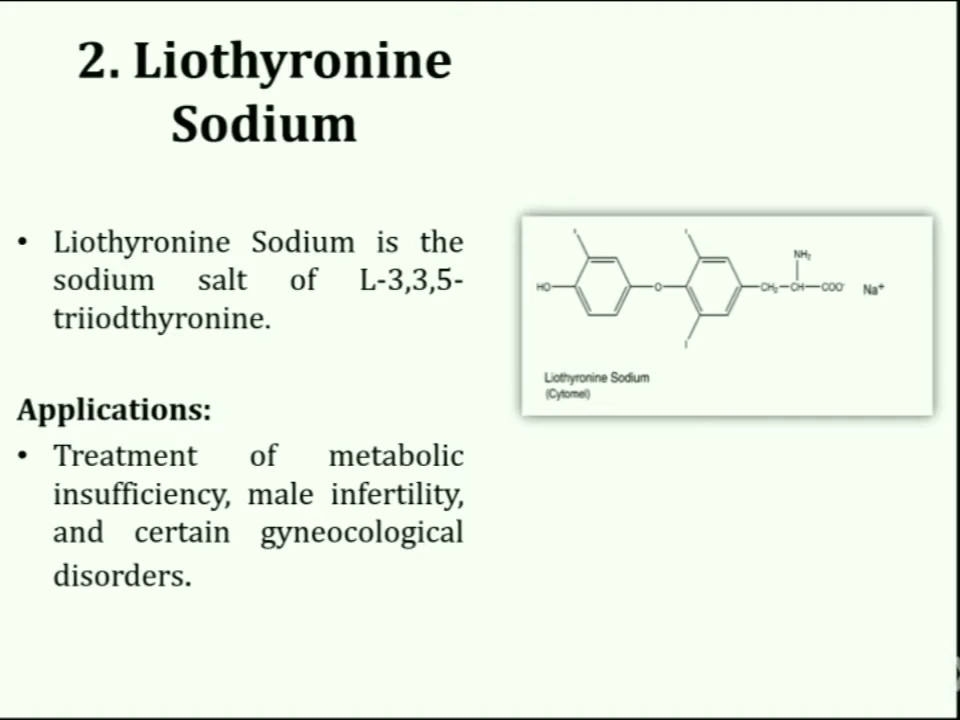 2. Liothyronine
Sodium
• Liothyronine Sodium is the
sodium salt of L-3,3,5-
triiodthyronine.
Applications:
• Treatment of metabolic
insufficiency, male infertility,
and certain gyneocological
disorders.
I
I
NH₂
HO
O
CH₂—CH—COO⁻ Na⁺
I
Liothyronine Sodium
(Cytomel)